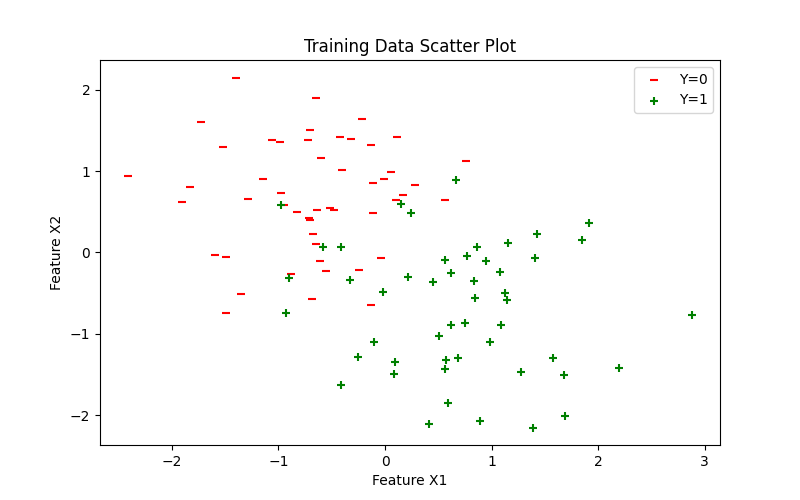 Training Data Scatter Plot
Y=0
Y=1
Feature X2
2
1
0
−1
−2
−2
−1
0
1
2
3
Feature X1